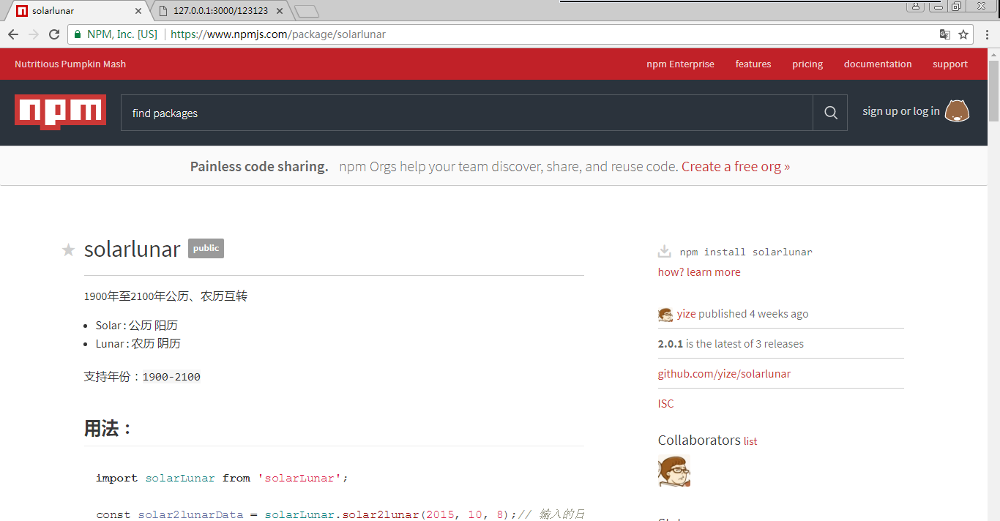 solarlunar
127.0.0.1:3000/123123
NPM, Inc. [US] https://www.npmjs.com/package/solarlunar
Nutritious Pumpkin Mash npm Enterprise features pricing documentation support
npm find packages sign up or log in
Painless code sharing. npm Orgs help your team discover, share, and reuse code. Create a free org »
solarlunar public
1900年至2100年公历、农历互转
Solar : 公历 阳历
Lunar : 农历 阴历
支持年份：1900-2100
用法：
import solarLunar from 'solarLunar';
const solar2lunarData = solarLunar.solar2lunar(2015, 10, 8);// 输入的日
npm install solarlunar
how? learn more
yize published 4 weeks ago
2.0.1 is the latest of 3 releases
github.com/yize/solarlunar
ISC
Collaborators list